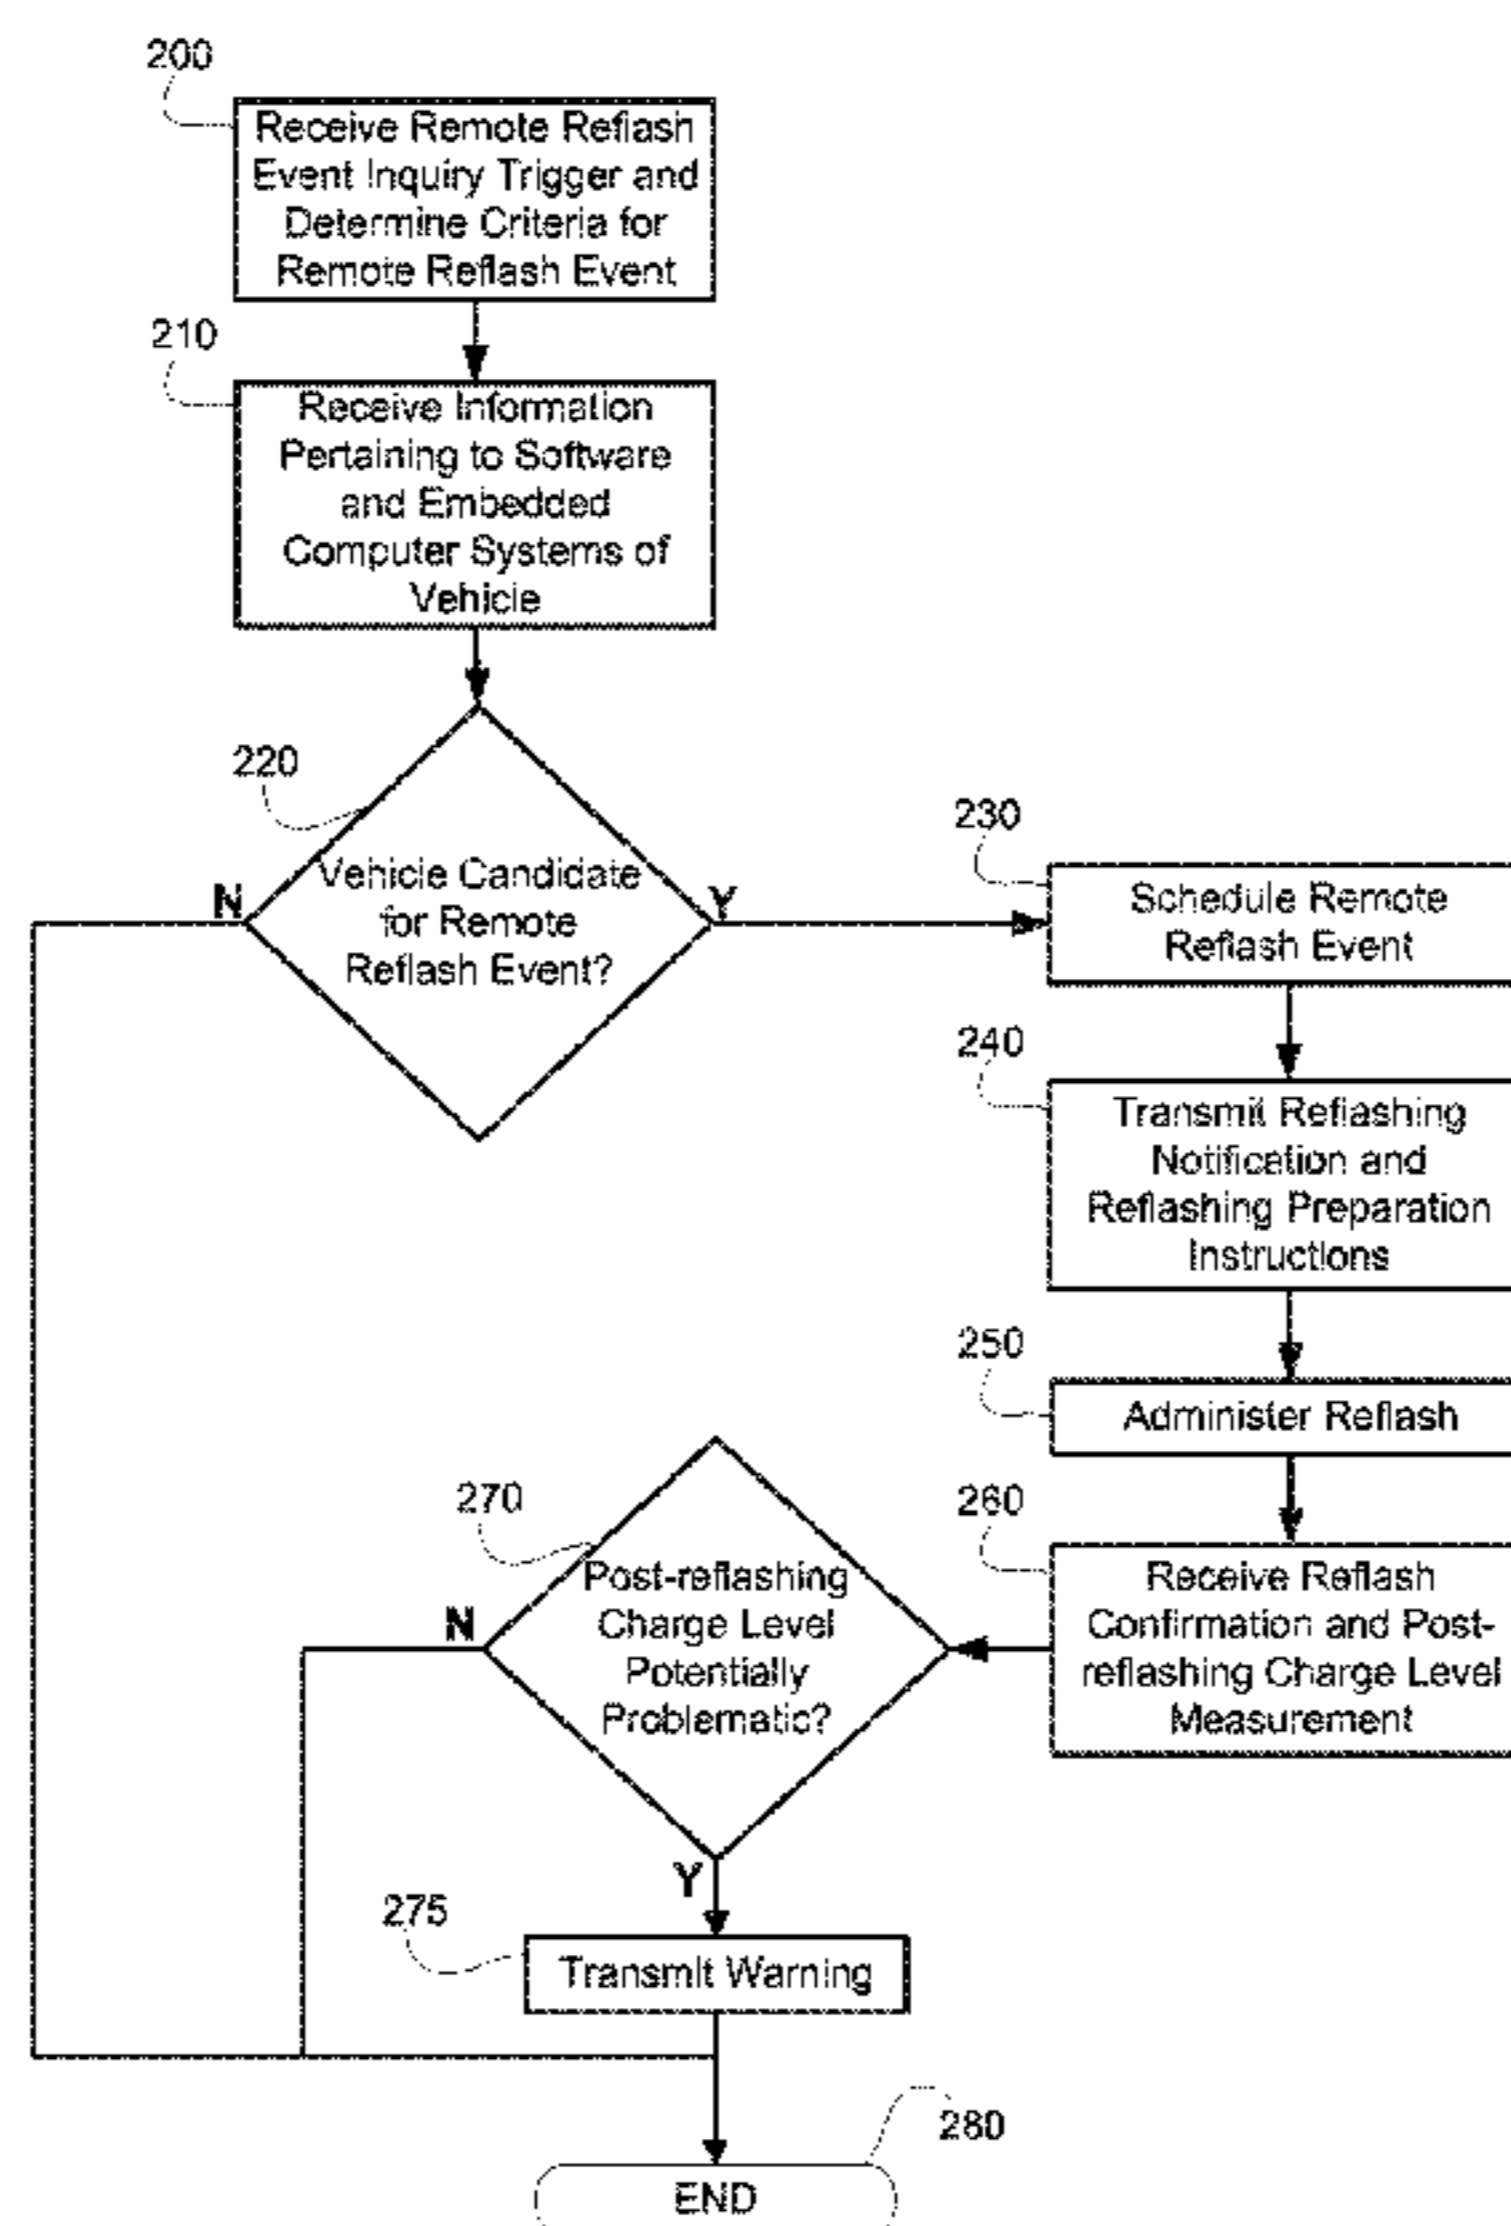 200
Receive Remote Reflash
Event Inquiry Trigger and
Determine Criteria for
Remote Reflash Event
210
Receive Information
Pertaining to Software
and Embedded
Computer Systems of
Vehicle
220
Vehicle Candidate
for Remote
Reflash Event?
N
Y
230
Schedule Remote
Reflash Event
240
Transmit Reflashing
Notification and
Reflashing Preparation
Instructions
250
Administer Reflash
260
Receive Reflash
Confirmation and Post-
reflashing Charge Level
Measurement
270
Post-reflashing
Charge Level
Potentially
Problematic?
N
Y
275
Transmit Warning
280
END